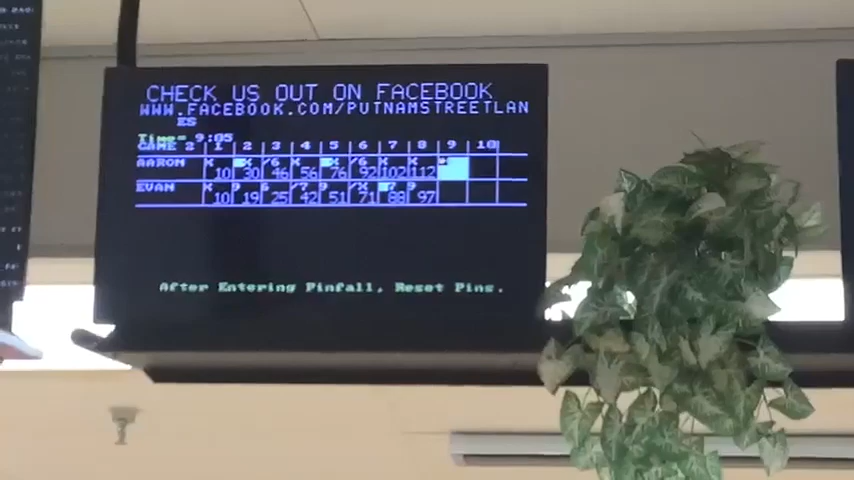 CHECK US OUT ON FACEBOOK
WWW.FACEBOOK.COM/PUTNAMSTREETLAN
ES
Time= 9:05
GAME 2 1 2 3 4 5 6 7 8 9 10
AARON
10 30 46 56 76 92 102 112
EVAN
10 19 25 42 51 71 88 97
After Entering Pinfall, Reset Pins.